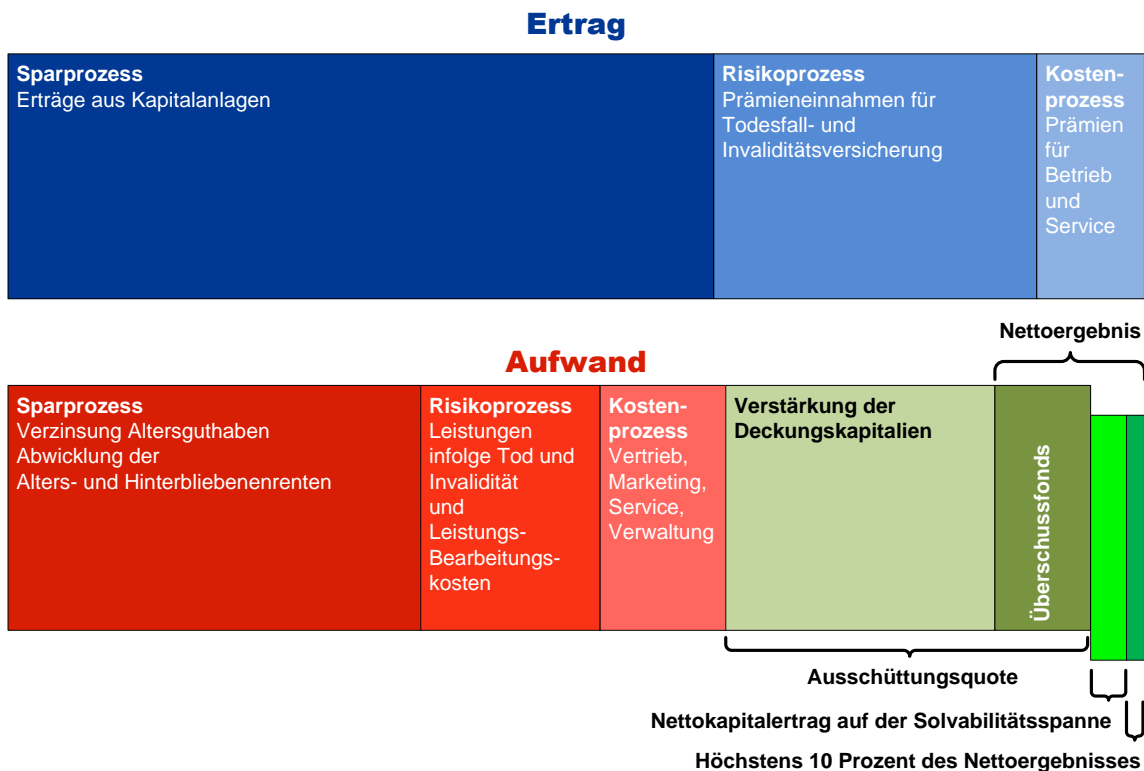 Ertrag
Sparprozess
Erträge aus Kapitalanlagen
Risikoprozess
Prämieneinnahmen für
Todesfall- und
Invaliditätsversicherung
Kosten-
prozess
Prämien
für
Betrieb
und
Service
Nettoergebnis
Aufwand
Sparprozess
Verzinsung Altersguthaben
Abwicklung der
Alters- und Hinterbliebenenrenten
Risikoprozess
Leistungen
infolge Tod und
Invalidität
und
Leistungs-
Bearbeitungs-
kosten
Kosten-
prozess
Vertrieb,
Marketing,
Service,
Verwaltung
Verstärkung der
Deckungskapitalien
Überschussfonds
Ausschüttungsquote
Nettokapitalertrag auf der Solvabilitätsspanne
Höchstens 10 Prozent des Nettoergebnisses